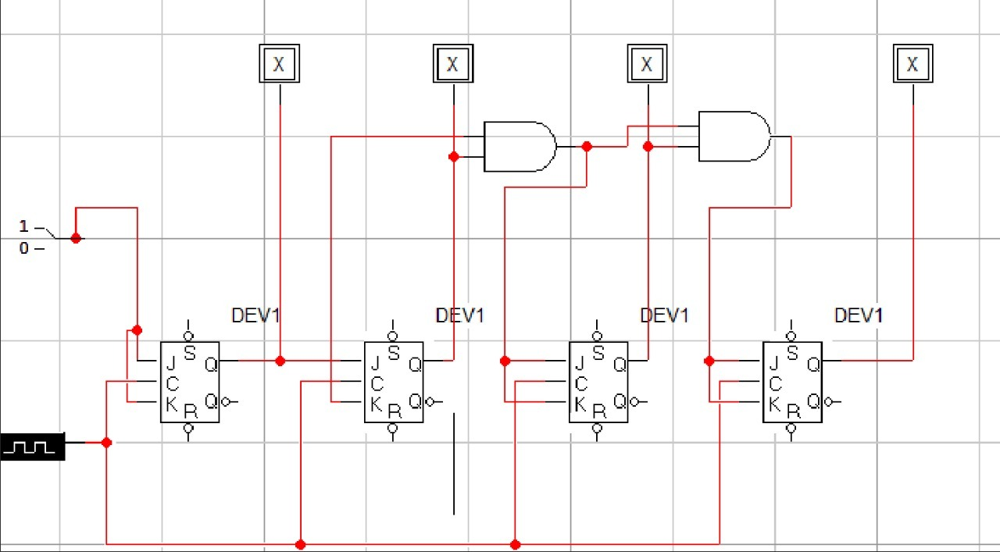 X X X X
1
0
DEV1 DEV1 DEV1 DEV1
S S S S
J Q J Q J Q J Q
C C C C
K Q K Q K Q K Q
R R R R